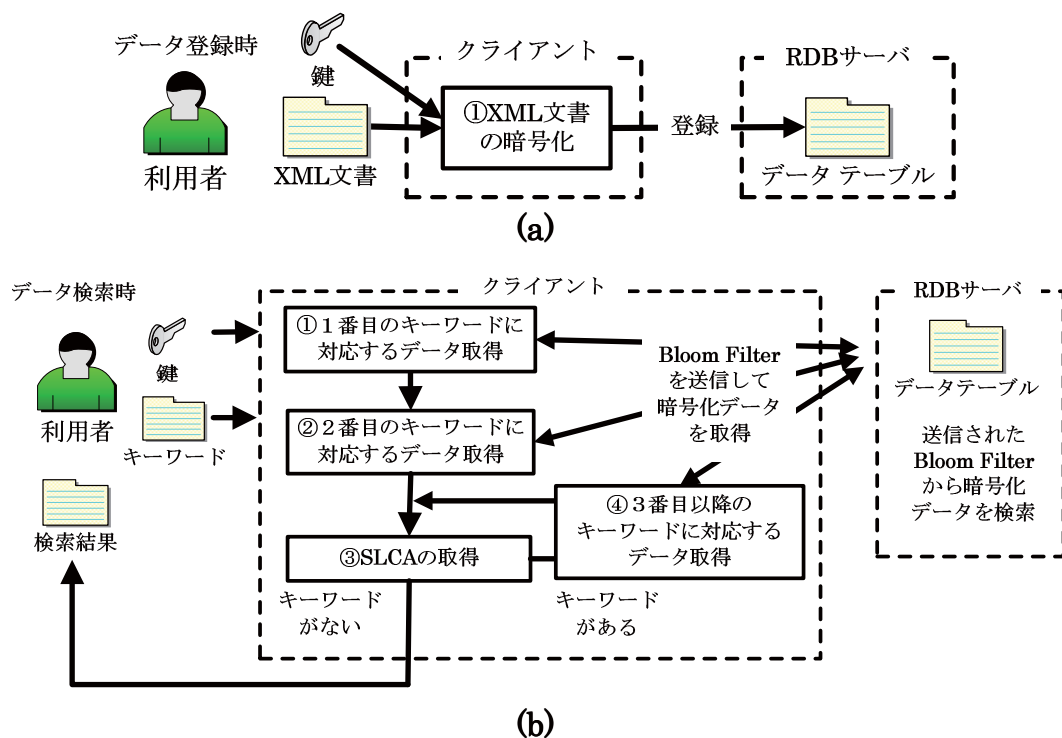 データ登録時
鍵
クライアント
RDBサーバ
①XML文書
の暗号化
登録
利用者
XML文書
データ テーブル
(a)
データ検索時
クライアント
RDBサーバ
①１番目のキーワードに
対応するデータ取得
鍵
Bloom Filter
を送信して
暗号化データ
を取得
データテーブル
利用者
キーワード
②２番目のキーワードに
対応するデータ取得
送信された
Bloom Filter
から暗号化
データを検索
④３番目以降の
キーワードに対応する
データ取得
検索結果
③SLCAの取得
キーワード
がない
キーワード
がある
(b)